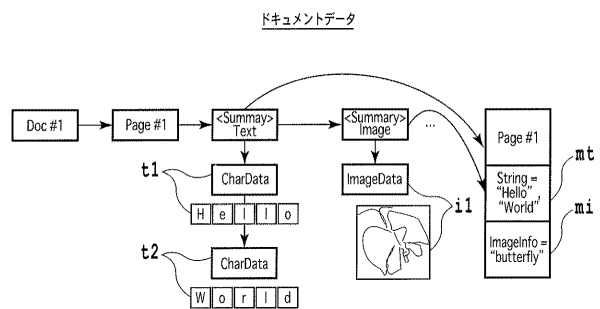 ドキュメントデータ
Doc #1
Page #1
<Summay>
Text
<Summary>
Image
...
Page #1
t1
CharData
ImageData
i1
String =
"Hello"
"World"
mt
H e l l o
t2
CharData
W o r l d
ImageInfo =
"butterfly"
mi